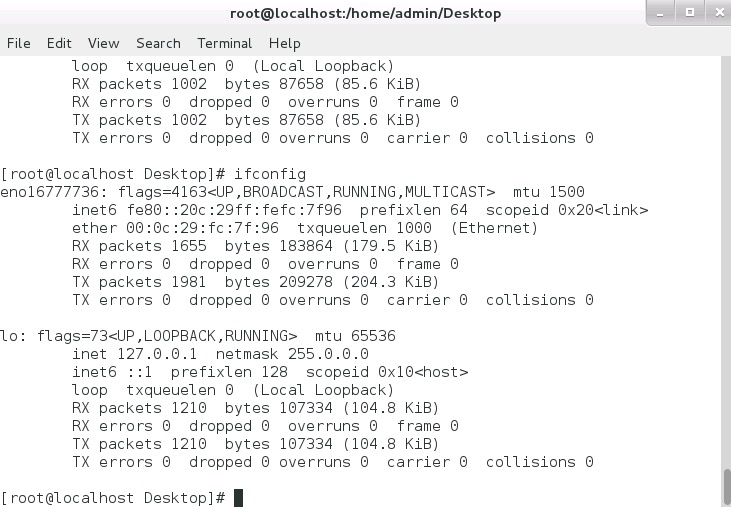 root@localhost:/home/admin/Desktop
File Edit View Search Terminal Help
loop txqueuelen 0 (Local Loopback)
RX packets 1002 bytes 87658 (85.6 KiB)
RX errors 0 dropped 0 overruns 0 frame 0
TX packets 1002 bytes 87658 (85.6 KiB)
TX errors 0 dropped 0 overruns 0 carrier 0 collisions 0
[root@localhost Desktop]# ifconfig
eno16777736: flags=4163<UP,BROADCAST,RUNNING,MULTICAST> mtu 1500
inet6 fe80::20c:29ff:fefc:7f96 prefixlen 64 scopeid 0x20<link>
ether 00:0c:29:fc:7f:96 txqueuelen 1000 (Ethernet)
RX packets 1655 bytes 183864 (179.5 KiB)
RX errors 0 dropped 0 overruns 0 frame 0
TX packets 1981 bytes 209278 (204.3 KiB)
TX errors 0 dropped 0 overruns 0 carrier 0 collisions 0
lo: flags=73<UP,LOOPBACK,RUNNING> mtu 65536
inet 127.0.0.1 netmask 255.0.0.0
inet6 ::1 prefixlen 128 scopeid 0x10<host>
loop txqueuelen 0 (Local Loopback)
RX packets 1210 bytes 107334 (104.8 KiB)
RX errors 0 dropped 0 overruns 0 frame 0
TX packets 1210 bytes 107334 (104.8 KiB)
TX errors 0 dropped 0 overruns 0 carrier 0 collisions 0
[root@localhost Desktop]#